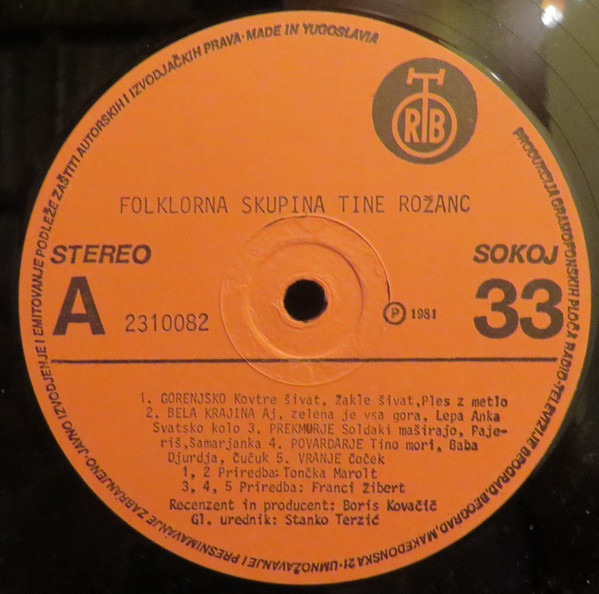 PRODUKCIJA GRAMOFONSKIH PLOČA RADIO-TELEVIZIJE BEOGRAD, BEOGRAD, MAKEDONSKA 21 · UMNOŽAVANJE I PRESNIMAVANJE ZABRANJENO · JAVNO IZVODJENJE I EMITOVANJE PODLEŽE ZAŠTITI AUTORSKIH I IZVODJAČKIH PRAVA · MADE IN YUGOSLAVIA
RTB
FOLKLORNA SKUPINA TINE ROŽANC
STEREO
SOKOJ
A
2310082
Ⓟ 1981
33
1. GORENJSKO Kovtre šivat, žakle šivat,Ples z metlo
2. BELA KRAJINA Aj, zelena je vsa gora, Lepa Anka
Svatsko kolo 3. PREKMURJE Soldaki maširajo, Paje-
riš,Šamarjanka 4. POVARDARJE Tino mori, Baba
Djurdja, Čučuk 5. VRANJE Čoček
1, 2 Priredba: Tončka Marolt
3, 4, 5 Priredba: Franci Žibert
Recenzent in producent: Boris Kovačič
Gl. urednik: Stanko Terzić